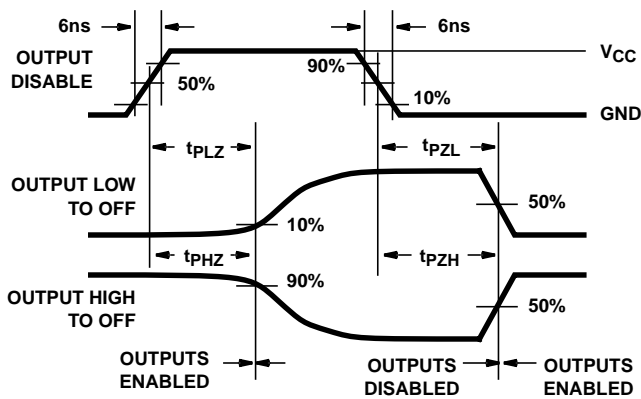 6ns
6ns
OUTPUT
DISABLE
90%
50%
10%
VCC
GND
tPLZ
tPZL
OUTPUT LOW
TO OFF
10%
50%
tPHZ
tPZH
90%
OUTPUT HIGH
TO OFF
50%
OUTPUTS
ENABLED
OUTPUTS
DISABLED
OUTPUTS
ENABLED